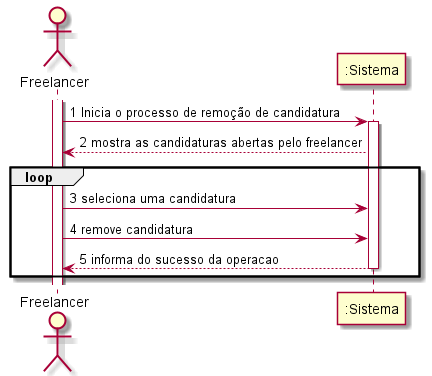 Freelancer
:Sistema
1 Inicia o processo de remoção de candidatura
2 mostra as candidaturas abertas pelo freelancer
loop
3 seleciona uma candidatura
4 remove candidatura
5 informa do sucesso da operacao
Freelancer
:Sistema